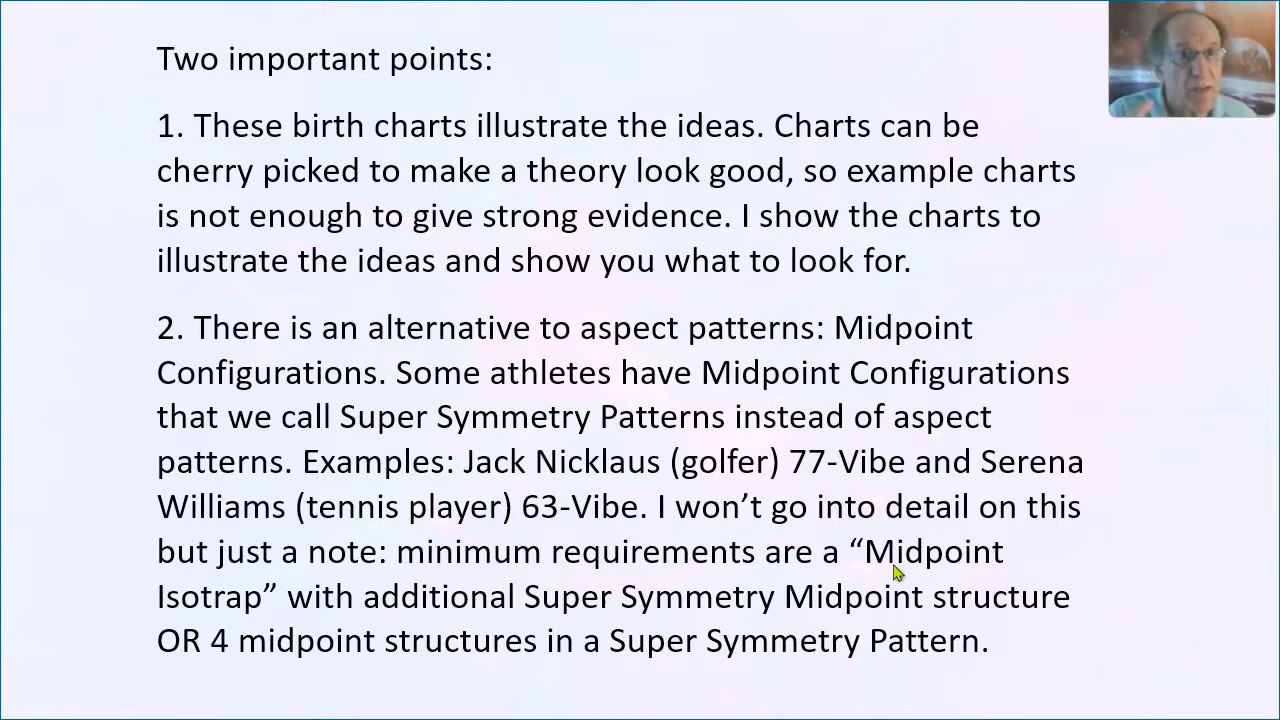 Two important points:
1. These birth charts illustrate the ideas. Charts can be
cherry picked to make a theory look good, so example charts
is not enough to give strong evidence. I show the charts to
illustrate the ideas and show you what to look for.
2. There is an alternative to aspect patterns: Midpoint
Configurations. Some athletes have Midpoint Configurations
that we call Super Symmetry Patterns instead of aspect
patterns. Examples: Jack Nicklaus (golfer) 77-Vibe and Serena
Williams (tennis player) 63-Vibe. I won’t go into detail on this
but just a note: minimum requirements are a “Midpoint
Isotrap” with additional Super Symmetry Midpoint structure
OR 4 midpoint structures in a Super Symmetry Pattern.